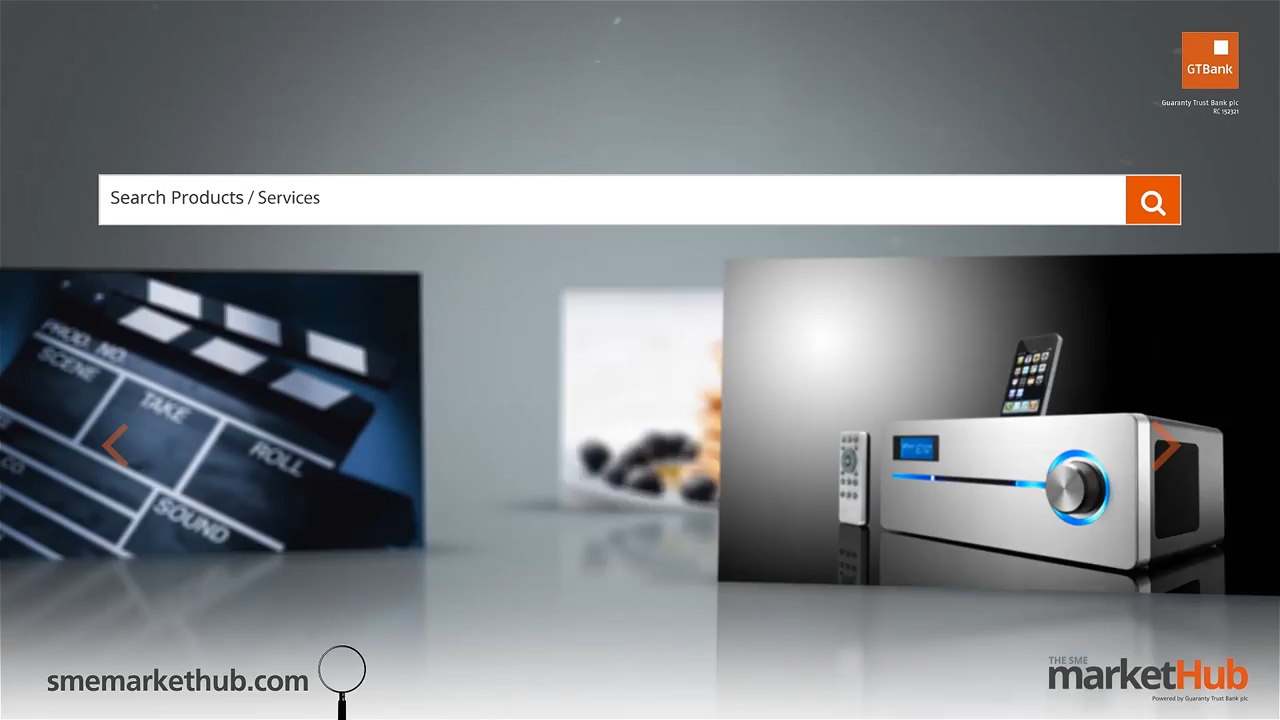 GTBank
Guaranty Trust Bank plc
RC 152321
Search Products / Services
PROD. NO.
SCENE
TAKE
ROLL
SOUND
smemarkethub.com
THE SME
marketHub
Powered by Guaranty Trust Bank plc